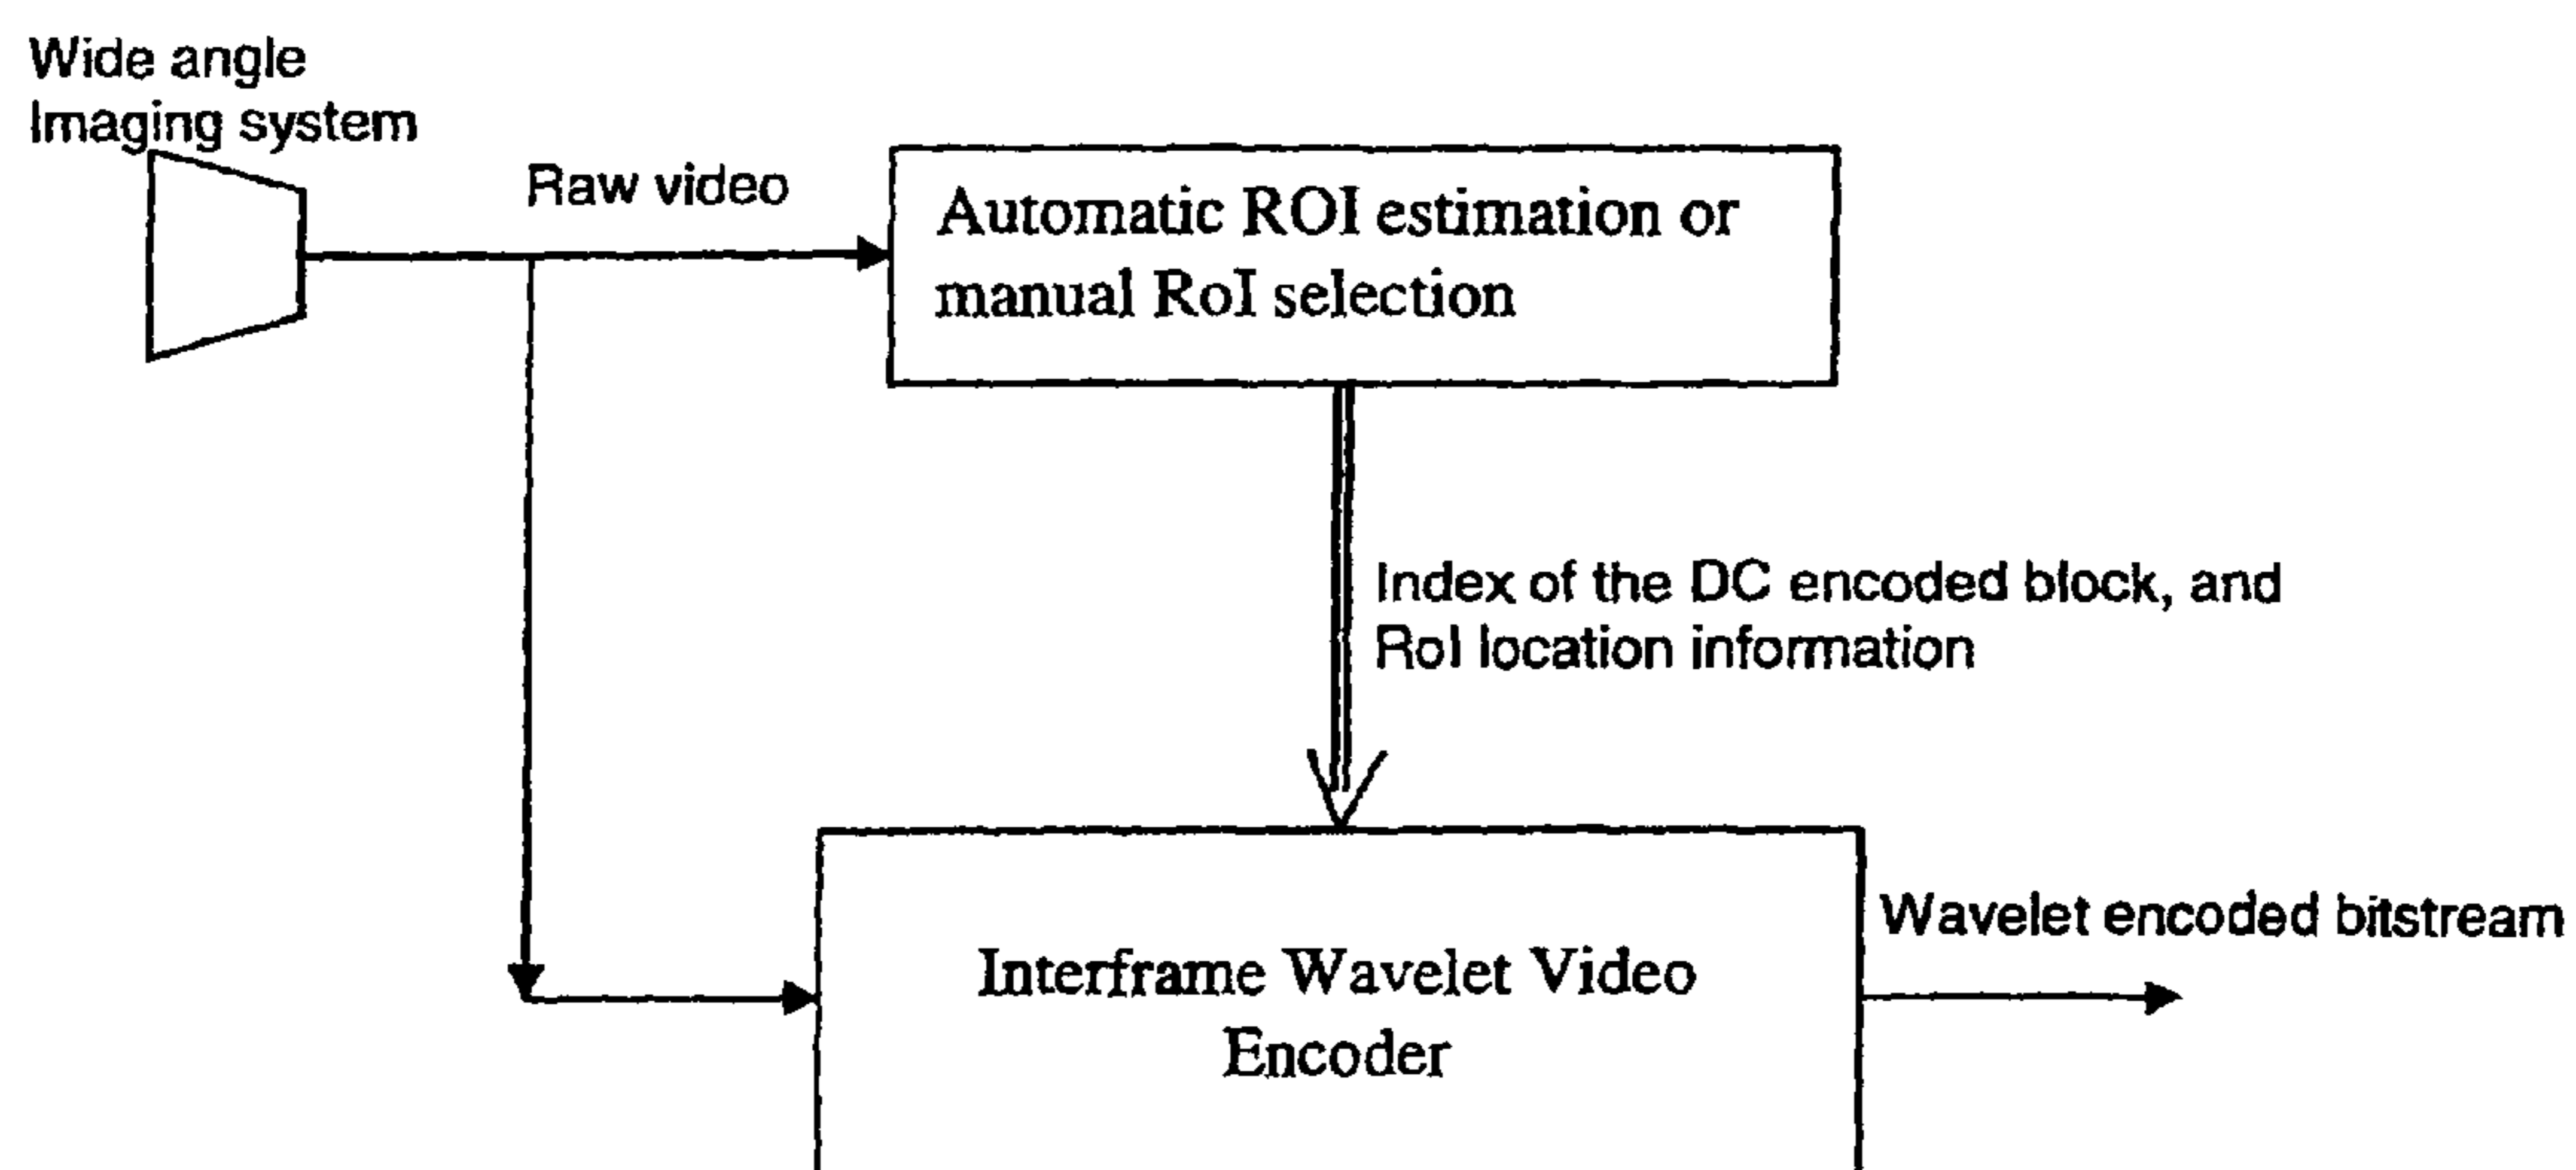 Wide angle
Imaging system
Raw video
Automatic ROI estimation or
manual RoI selection
Index of the DC encoded block, and
RoI location information
Wavelet encoded bitstream
Interframe Wavelet Video
Encoder